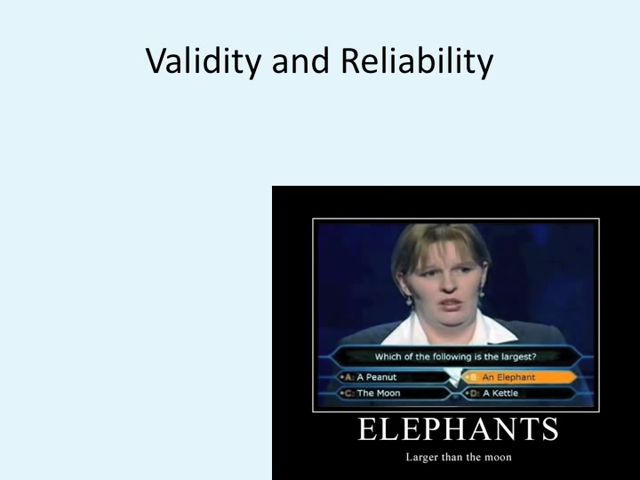 Validity and Reliability
Which of the following is the largest?
A: A Peanut
B: An Elephant
C: The Moon
D: A Kettle
ELEPHANTS
Larger than the moon